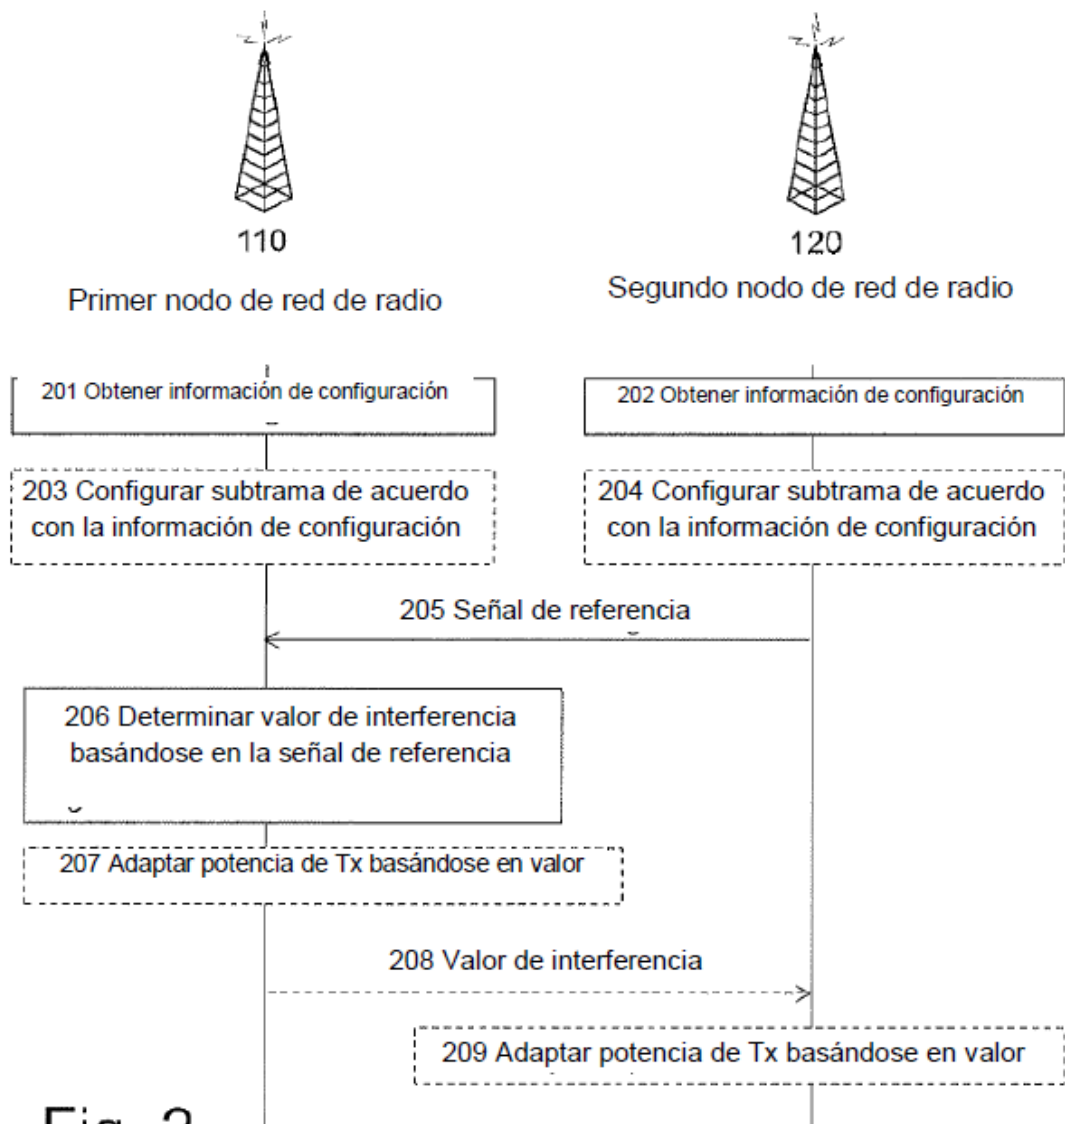 110
120
Primer nodo de red de radio
Segundo nodo de red de radio
201 Obtener información de configuración
202 Obtener información de configuración
203 Configurar subtrama de acuerdo
con la información de configuración
204 Configurar subtrama de acuerdo
con la información de configuración
205 Señal de referencia
206 Determinar valor de interferencia
basándose en la señal de referencia
207 Adaptar potencia de Tx basándose en valor
208 Valor de interferencia
209 Adaptar potencia de Tx basándose en valor